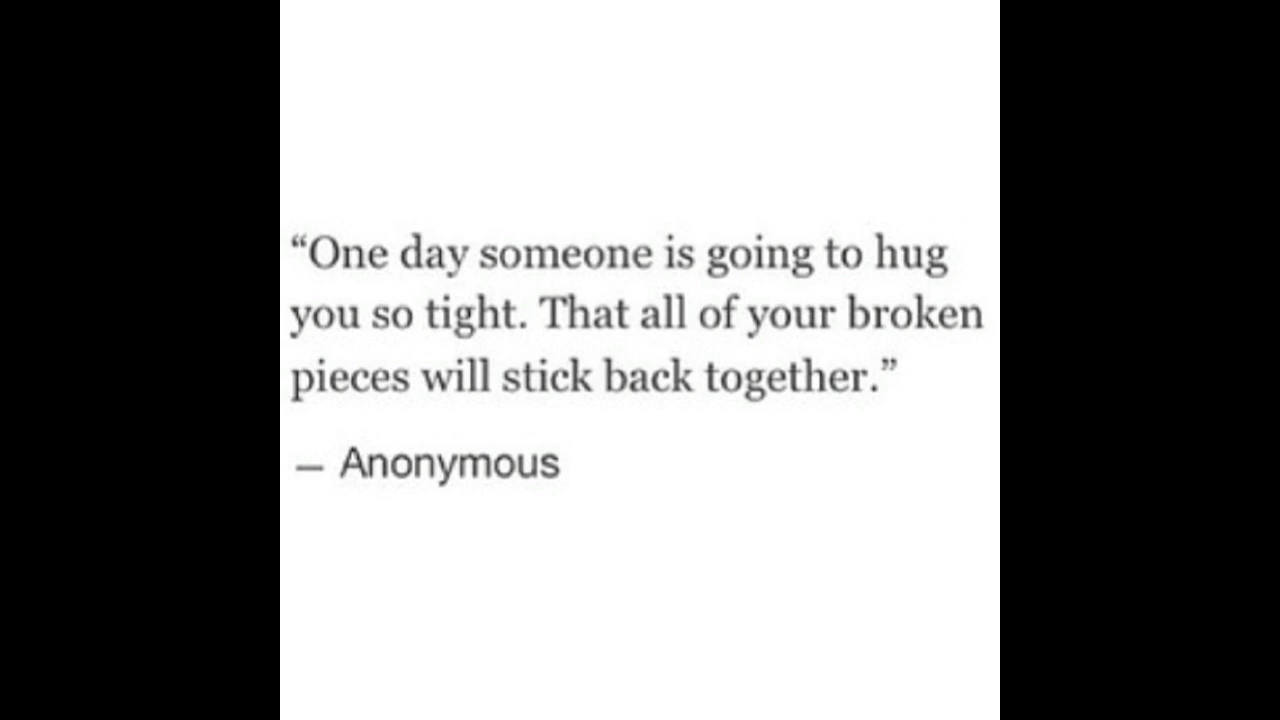 “One day someone is going to hug
you so tight. That all of your broken
pieces will stick back together.”
— Anonymous